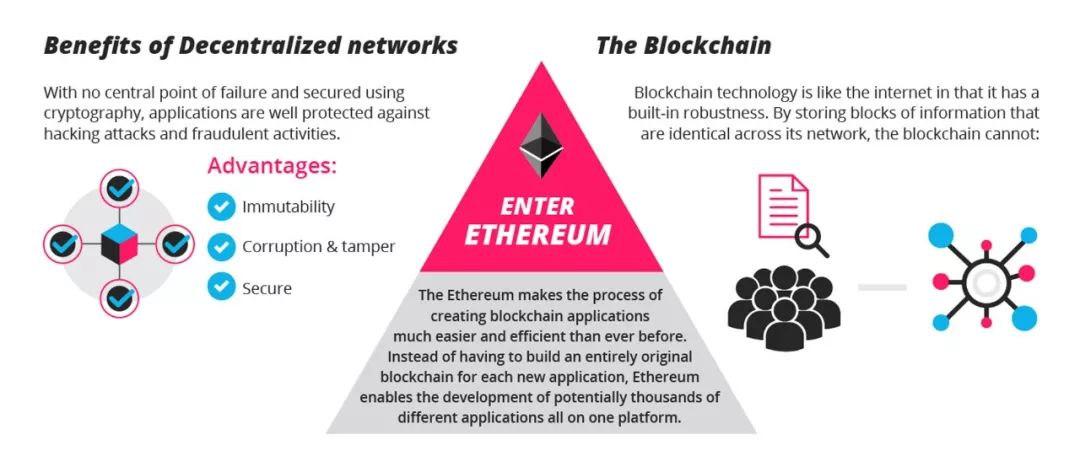 Benefits of Decentralized networks
With no central point of failure and secured using
cryptography, applications are well protected against
hacking attacks and fraudulent activities.
Advantages:
Immutability
Corruption & tamper
Secure
ENTER
ETHEREUM
The Ethereum makes the process of
creating blockchain applications
much easier and efficient than ever before.
Instead of having to build an entirely original
blockchain for each new application, Ethereum
enables the development of potentially thousands of
different applications all on one platform.
The Blockchain
Blockchain technology is like the internet in that it has a
built-in robustness. By storing blocks of information that
are identical across its network, the blockchain cannot: